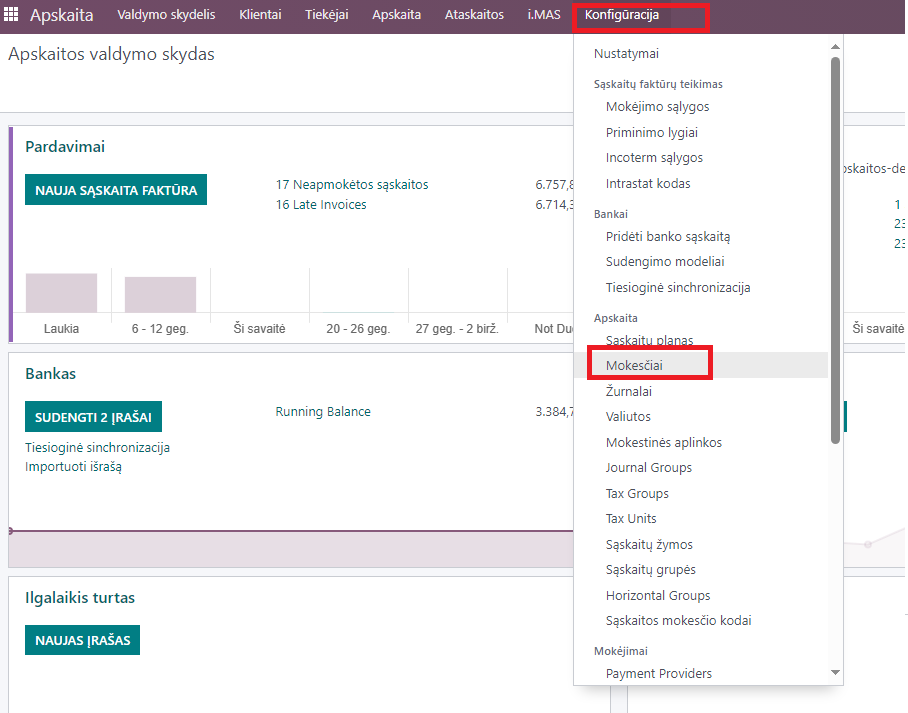 Apskaita Valdymo skydelis Klientai Tiekėjai Apskaita Ataskaitos i.MAS Konfigūracija
Apskaitos valdymo skydas
Pardavimai
NAUJA SĄSKAITA FAKTŪRA
17 Neapmokėtos sąskaitos 6.757,8
16 Late Invoices 6.714,3
Laukia 6 - 12 geg. Ši savaitė 20 - 26 geg. 27 geg. - 2 birž. Not Du
Bankas
SUDENGTI 2 ĮRAŠAI
Running Balance 3.384,7
Tiesioginė sinchronizacija
Importuoti išrašą
Ilgalaikis turtas
NAUJAS ĮRAŠAS
Nustatymai
Sąskaitų faktūrų teikimas
Mokėjimo sąlygos
Priminimo lygiai
Incoterm sąlygos
Intrastat kodas
Bankai
Pridėti banko sąskaitą
Sudengimo modeliai
Tiesioginė sinchronizacija
Apskaita
Sąskaitų planas
Mokesčiai
Žurnalai
Valiutos
Mokestinės aplinkos
Journal Groups
Tax Groups
Tax Units
Sąskaitų žymos
Sąskaitų grupės
Horizontal Groups
Sąskaitos mokesčio kodai
Mokėjimai
Payment Providers
oskaitos-de
1
23
23
Ši savaitė